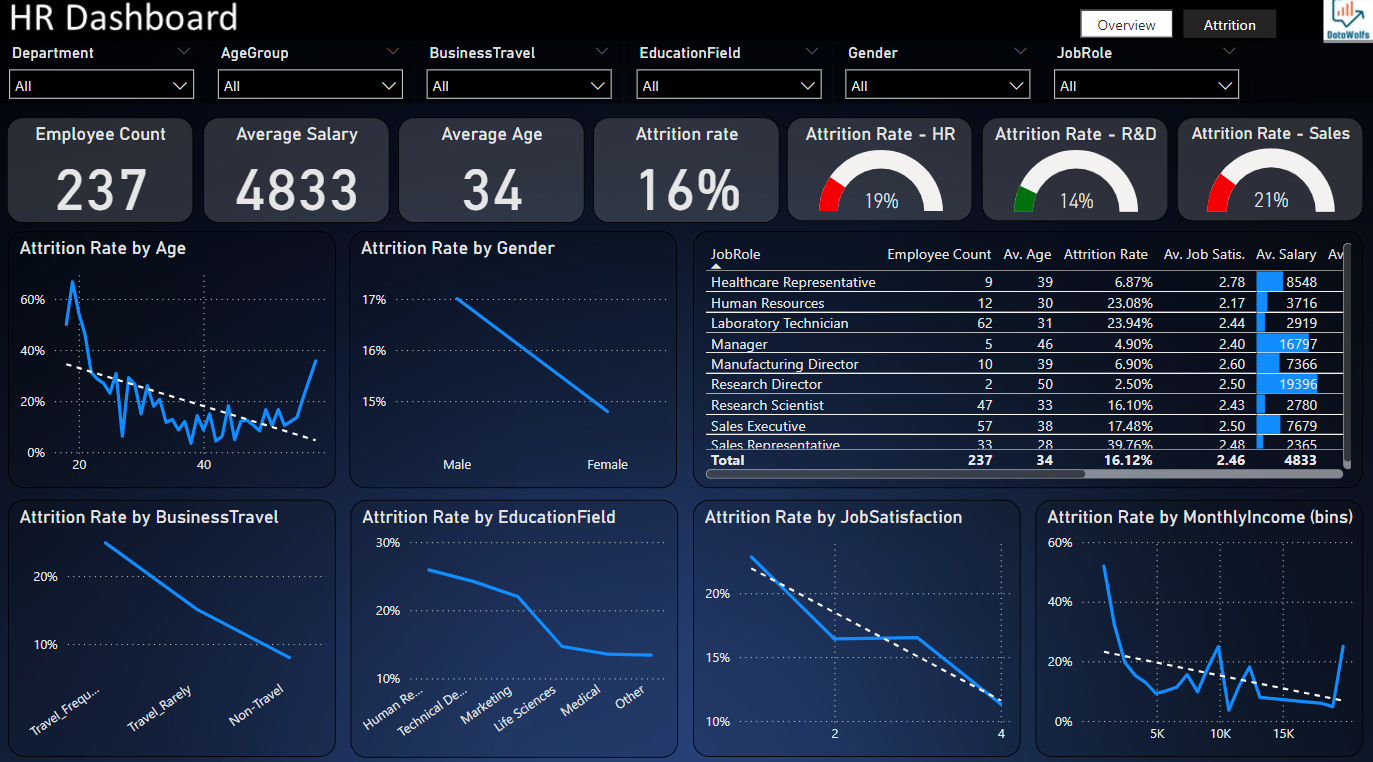 HR Dashboard
Overview
Attrition
DataWolfs
Department AgeGroup BusinessTravel EducationField Gender JobRole
All All All All All All
Employee Count
237
Average Salary
4833
Average Age
34
Attrition rate
16%
Attrition Rate - HR
19%
Attrition Rate - R&D
14%
Attrition Rate - Sales
21%
Attrition Rate by Age
60%
40%
20%
0%
20 40
Attrition Rate by Gender
17%
16%
15%
Male Female
JobRole Employee Count Av. Age Attrition Rate Av. Job Satis. Av. Salary Av
Healthcare Representative 9 39 6.87% 2.78 8548
Human Resources 12 30 23.08% 2.17 3716
Laboratory Technician 62 31 23.94% 2.44 2919
Manager 5 46 4.90% 2.40 16797
Manufacturing Director 10 39 6.90% 2.60 7366
Research Director 2 50 2.50% 2.50 19396
Research Scientist 47 33 16.10% 2.43 2780
Sales Executive 57 38 17.48% 2.50 7679
Sales Representative 33 28 39.76% 2.48 2365
Total 237 34 16.12% 2.46 4833
Attrition Rate by BusinessTravel
20%
10%
Travel_Frequ... Travel_Rarely Non-Travel
Attrition Rate by EducationField
30%
20%
10%
Human Re... Technical De... Marketing Life Sciences Medical Other
Attrition Rate by JobSatisfaction
20%
15%
10%
2 4
Attrition Rate by MonthlyIncome (bins)
60%
40%
20%
0%
5K 10K 15K